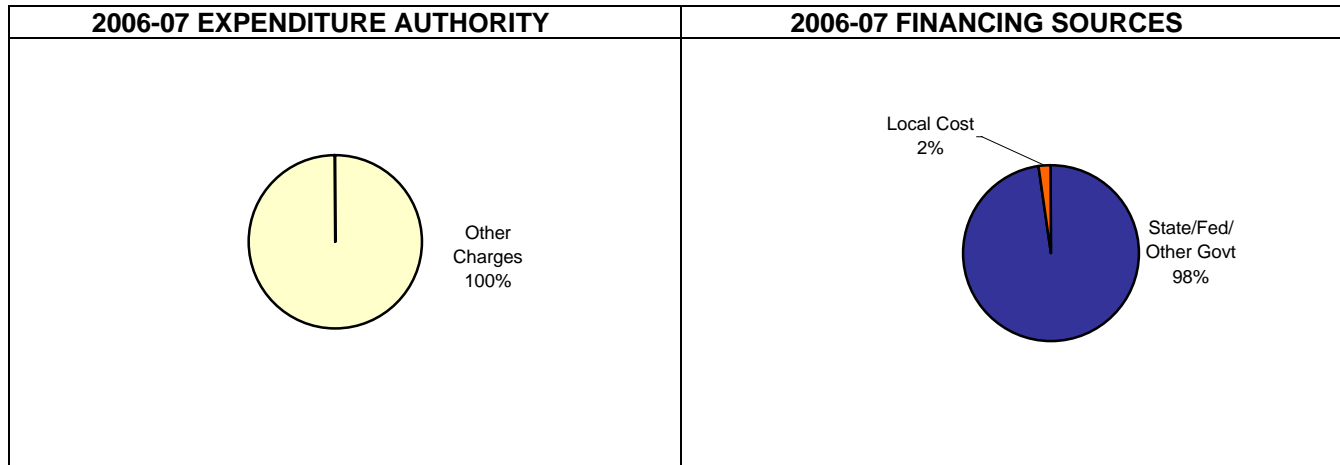 2006-07 EXPENDITURE AUTHORITY
Other
Charges
100%
2006-07 FINANCING SOURCES
Local Cost
2%
State/Fed/
Other Govt
98%